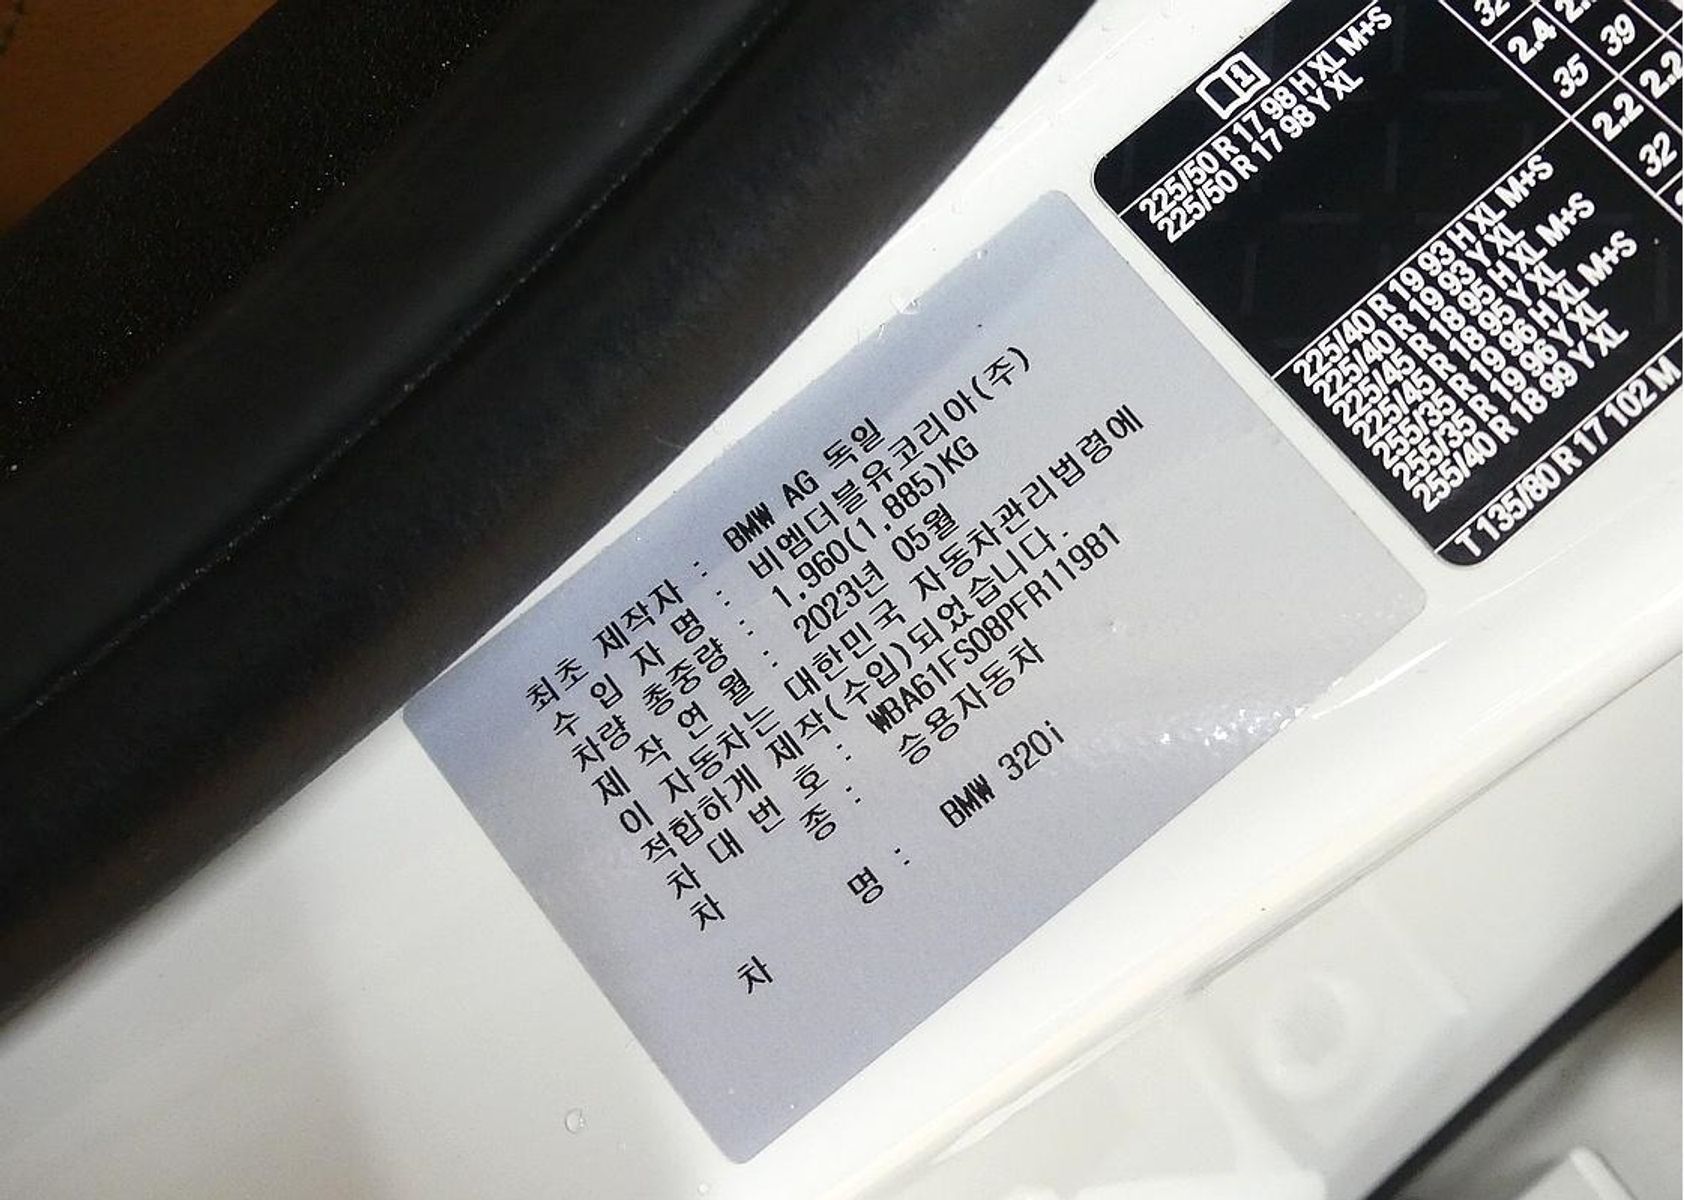 최초 제작자 : BMW AG 독일
수 입 자 명 : 비엠더블유코리아(주)
차량 총중량 : 1.960(1.885)KG
제 작 연 월 : 2023년 05월
이 자동차는 대한민국 자동차관리법령에
적합하게 제작(수입)되었습니다.
차 대 번 호 : WBA61FS08PFR11981
차 종 : 승용자동차
차 명 : BMW 320i
225/50 R 17 98 H XL M+S
225/50 R 17 98 Y XL
225/40 R 19 93 H XL M+S
225/40 R 19 93 Y XL
225/45 R 18 95 H XL M+S
225/45 R 18 95 Y XL
255/35 R 19 96 H XL M+S
255/35 R 19 96 Y XL
255/40 R 18 99 Y XL
T 135/80 R 17 102 M
32
2.4
35 39
2.2 2.2
32